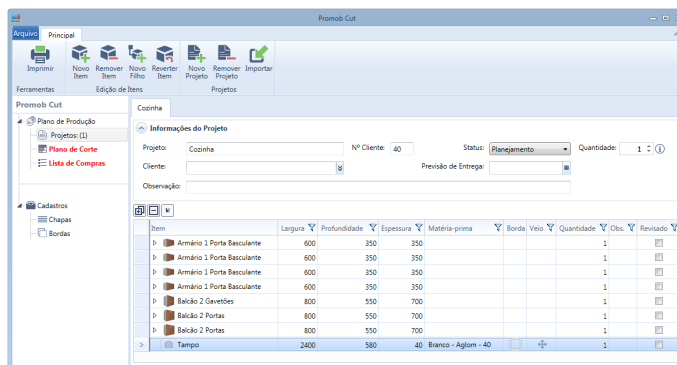 Promob Cut
Arquivo Principal
Imprimir Novo Item Remover Item Novo Filho Reverter Item Novo Projeto Remover Projeto Importar
Ferramentas Edição de Itens Projetos
Promob Cut
Plano de Produção
Projetos: (1)
Plano de Corte
Lista de Compras
Cadastros
Chapas
Bordas
Cozinha
Informações do Projeto
Projeto: Cozinha Nº Cliente: 40 Status: Planejamento Quantidade: 1
Cliente: Previsão de Entrega:
Observação:
Item Largura Profundidade Espessura Matéria-prima Borda Veio Quantidade Obs. Revisado
Armário 1 Porta Basculante 600 350 350 1
Armário 1 Porta Basculante 600 350 350 1
Armário 1 Porta Basculante 600 350 350 1
Armário 1 Porta Basculante 600 350 350 1
Balcão 2 Gavetões 800 550 700 1
Balcão 2 Portas 800 550 700 1
Balcão 2 Portas 800 550 700 1
Tampo 2400 580 40 Branco - Aglom - 40 1